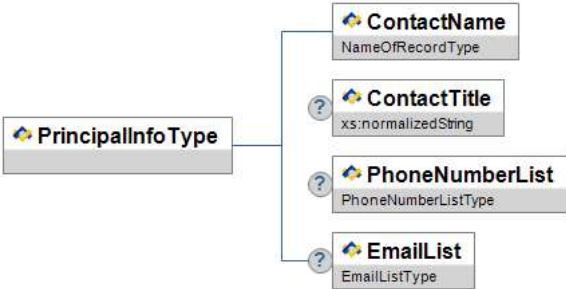 ContactName
NameOfRecordType
?
ContactTitle
xs:normalizedString
PrincipalInfoType
?
PhoneNumberList
PhoneNumberListType
?
EmailList
EmailListType